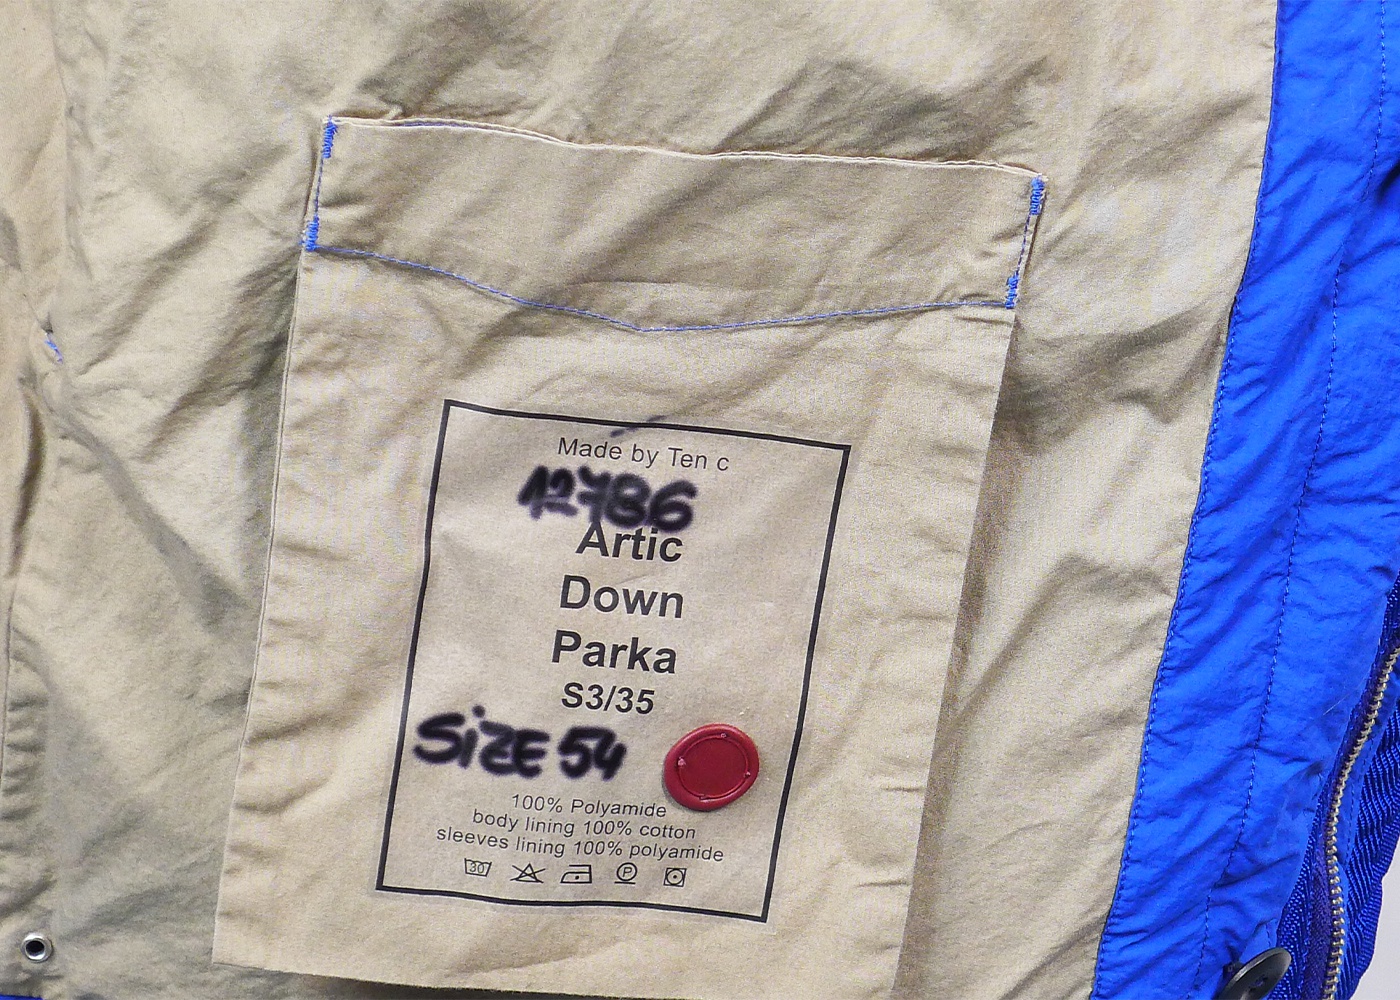 Made by Ten c
12786
Artic
Down
Parka
S3/35
SiZE 54
100% Polyamide
body lining 100% cotton
sleeves lining 100% polyamide
30 P